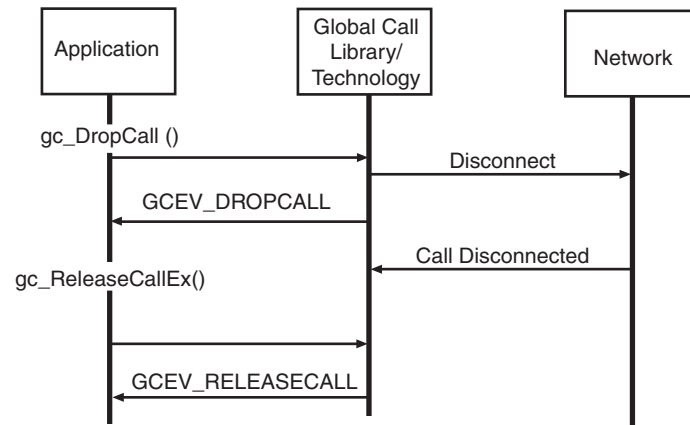 Application
Global Call
Library/
Technology
Network
gc_DropCall ()
Disconnect
GCEV_DROPCALL
Call Disconnected
gc_ReleaseCallEx()
GCEV_RELEASECALL